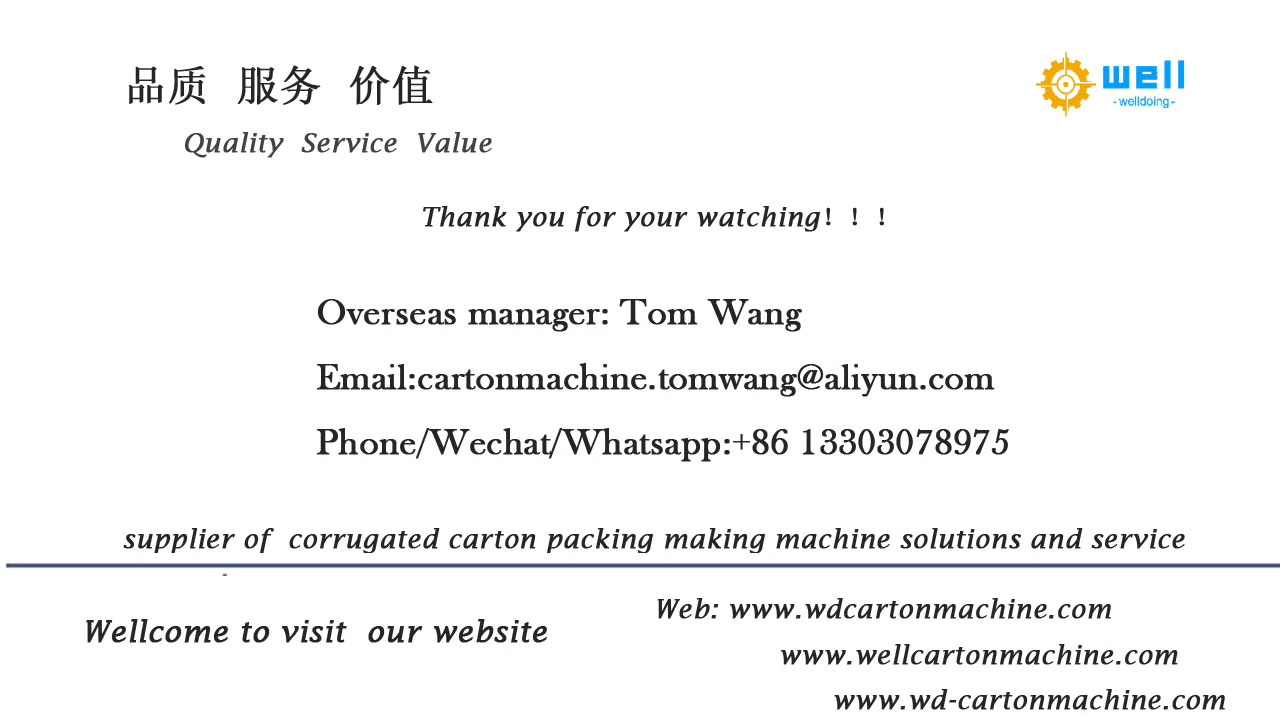 品质 服务 价值
well
-welldoing-
Quality Service Value
Thank you for your watching！！！
Overseas manager: Tom Wang
Email:cartonmachine.tomwang@aliyun.com
Phone/Wechat/Whatsapp:+86 13303078975
supplier of corrugated carton packing making machine solutions and service
Wellcome to visit our website
Web: www.wdcartonmachine.com
www.wellcartonmachine.com
www.wd-cartonmachine.com